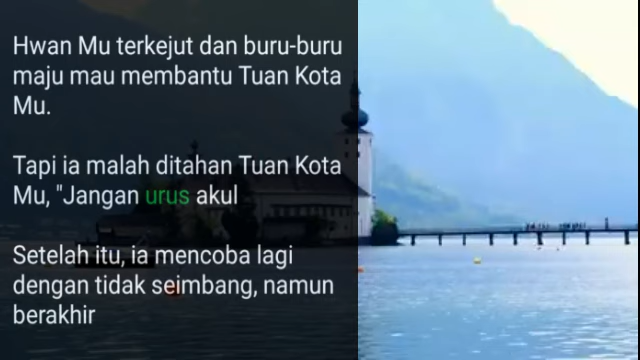 Hwan Mu terkejut dan buru-buru
maju mau membantu Tuan Kota
Mu.
Tapi ia malah ditahan Tuan Kota
Mu, "Jangan urus akul
Setelah itu, ia mencoba lagi
dengan tidak seimbang, namun
berakhir